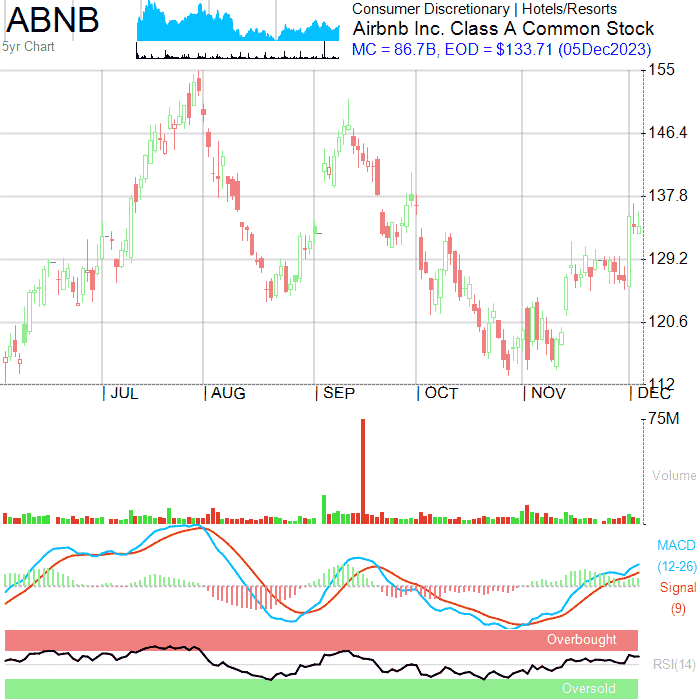 ABNB
5yr Chart
Consumer Discretionary | Hotels/Resorts
Airbnb Inc. Class A Common Stock
MC = 86.7B, EOD = $133.71 (05Dec2023)
155
146.4
137.8
129.2
120.6
112
| JUL | AUG | SEP | OCT | NOV | DEC
75M
Volume
MACD
(12-26)
Signal
(9)
Overbought
RSI(14)
Oversold